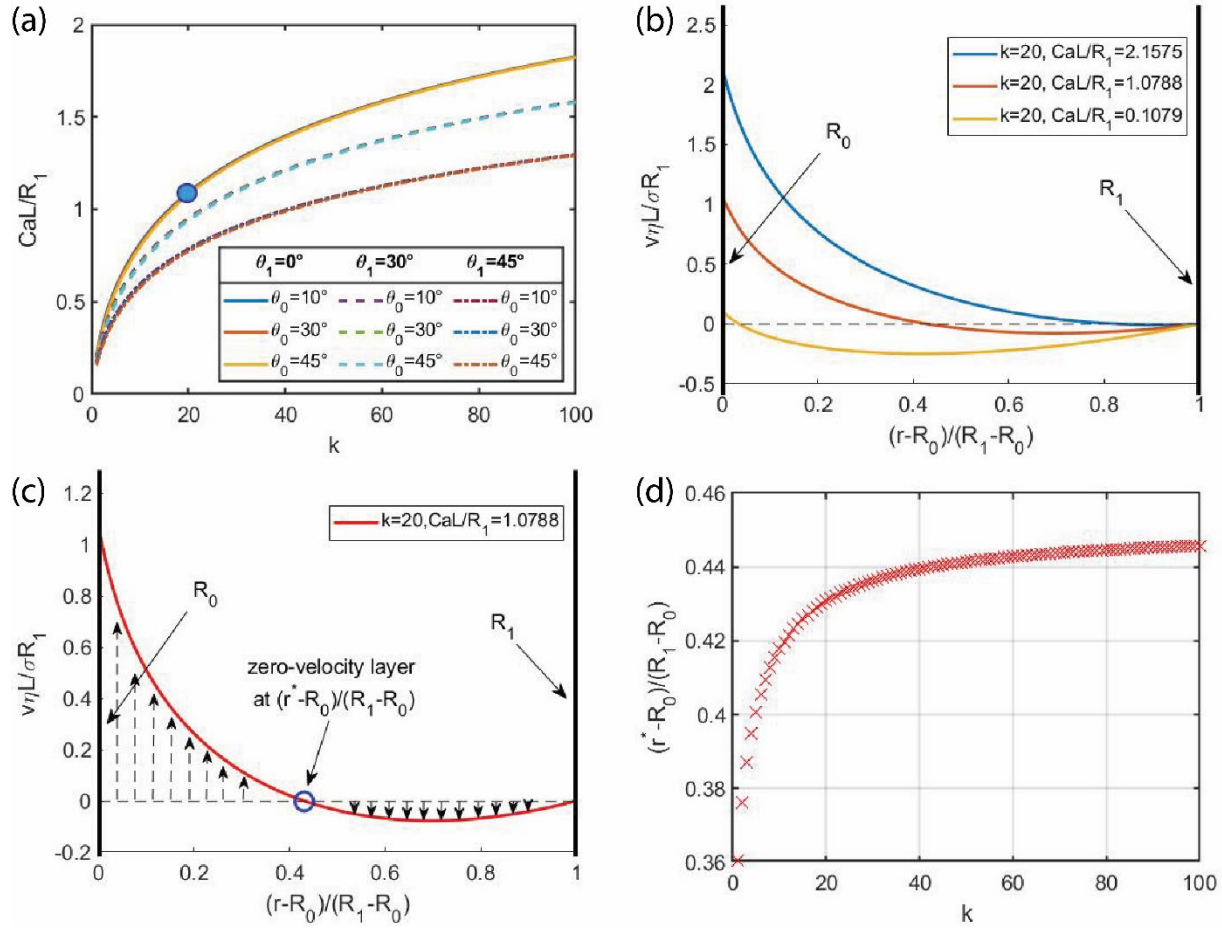 (a)
2
1.5
1
0.5
0
CaL/R₁
θ₁=0° θ₁=30° θ₁=45°
θ₀=10° θ₀=10° θ₀=10°
θ₀=30° θ₀=30° θ₀=30°
θ₀=45° θ₀=45° θ₀=45°
0 20 40 60 80 100
k
(b)
2.5
2
1.5
1
0.5
0
-0.5
vηL/σR₁
k=20, CaL/R₁=2.1575
k=20, CaL/R₁=1.0788
k=20, CaL/R₁=0.1079
R₀
R₁
0 0.2 0.4 0.6 0.8 1
(r-R₀)/(R₁-R₀)
(c)
1.2
1
0.8
0.6
0.4
0.2
0
-0.2
vηL/σR₁
k=20,CaL/R₁=1.0788
R₀
R₁
zero-velocity layer
at (r*-R₀)/(R₁-R₀)
0 0.2 0.4 0.6 0.8 1
(r-R₀)/(R₁-R₀)
(d)
0.46
0.44
0.42
0.4
0.38
0.36
(r*-R₀)/(R₁-R₀)
0 20 40 60 80 100
k